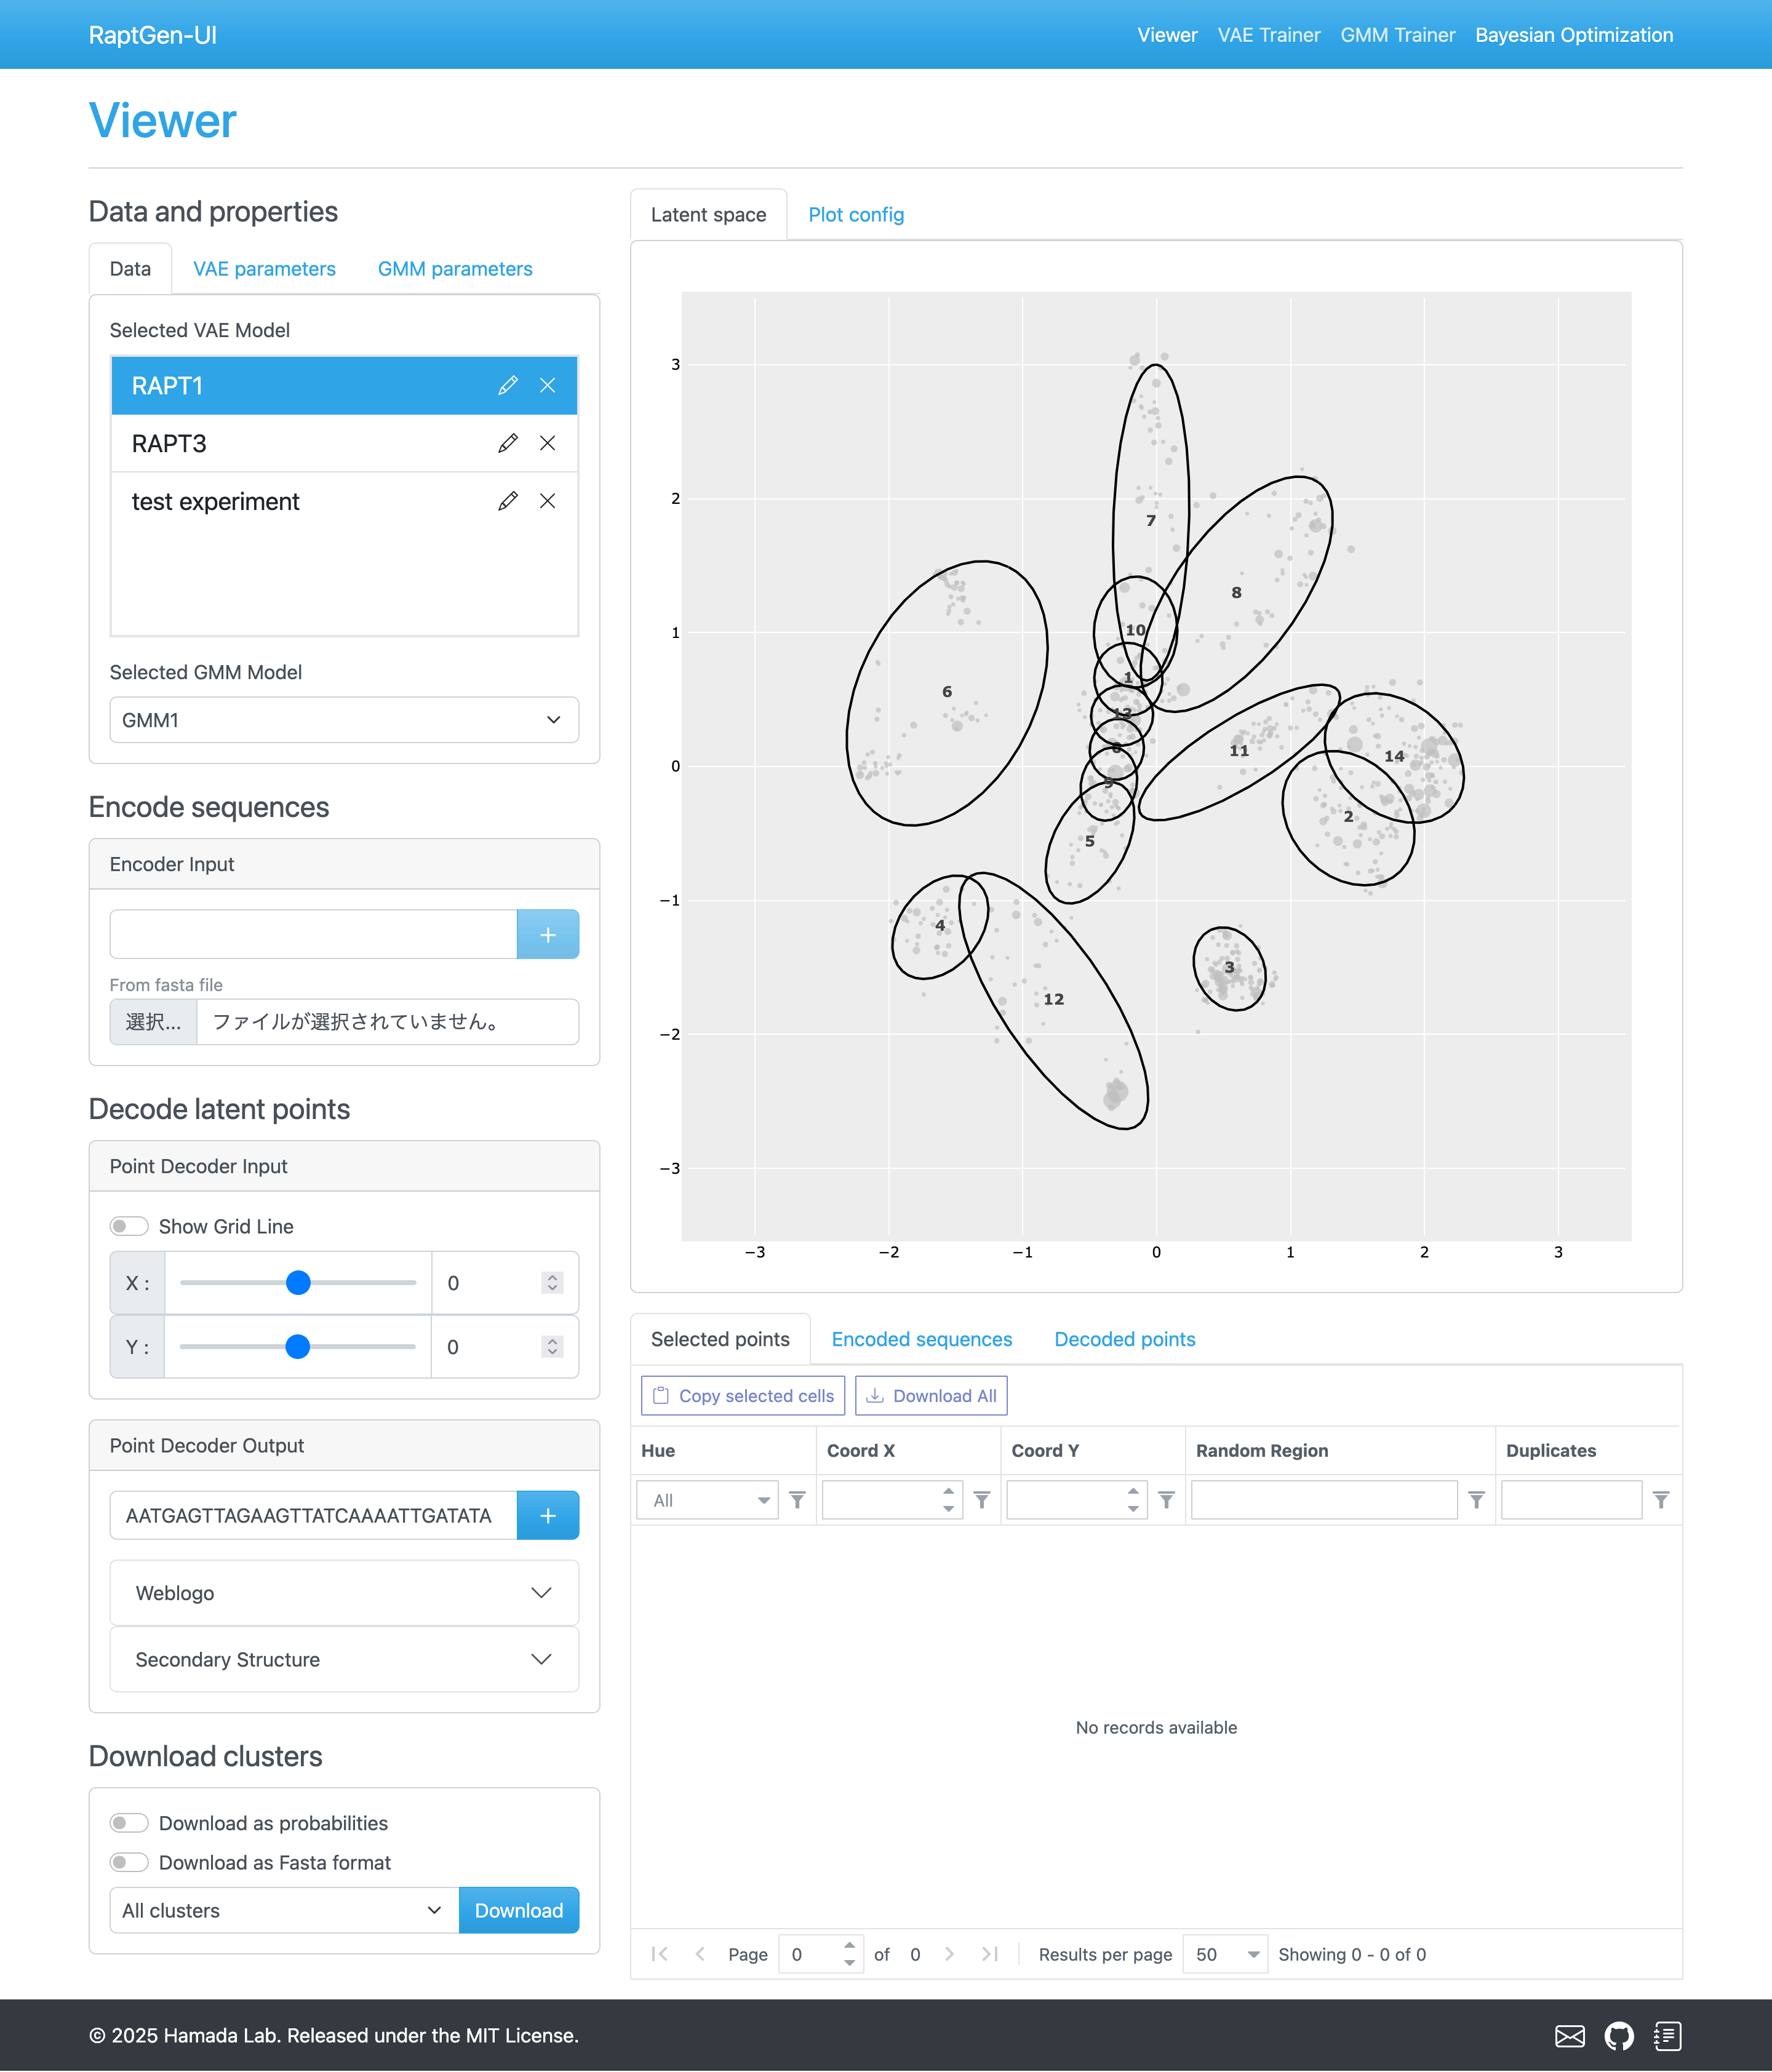 RaptGen-UI
Viewer VAE Trainer GMM Trainer Bayesian Optimization
Viewer
Data and properties
Data VAE parameters GMM parameters
Selected VAE Model
RAPT1
RAPT3
test experiment
Selected GMM Model
GMM1
Encode sequences
Encoder Input
+
From fasta file
選択... ファイルが選択されていません。
Decode latent points
Point Decoder Input
Show Grid Line
X : 0
Y : 0
Point Decoder Output
AATGAGTTAGAAGTTATCAAAATTGATATA +
Weblogo
Secondary Structure
Download clusters
Download as probabilities
Download as Fasta format
All clusters Download
Latent space Plot config
3
2
1
0
−1
−2
−3
7
8
10
6
1
13
0
11
14
9
2
5
4
3
12
−3 −2 −1 0 1 2 3
Selected points Encoded sequences Decoded points
Copy selected cells Download All
Hue Coord X Coord Y Random Region Duplicates
All
No records available
Page 0 of 0 Results per page 50 Showing 0 - 0 of 0
© 2025 Hamada Lab. Released under the MIT License.